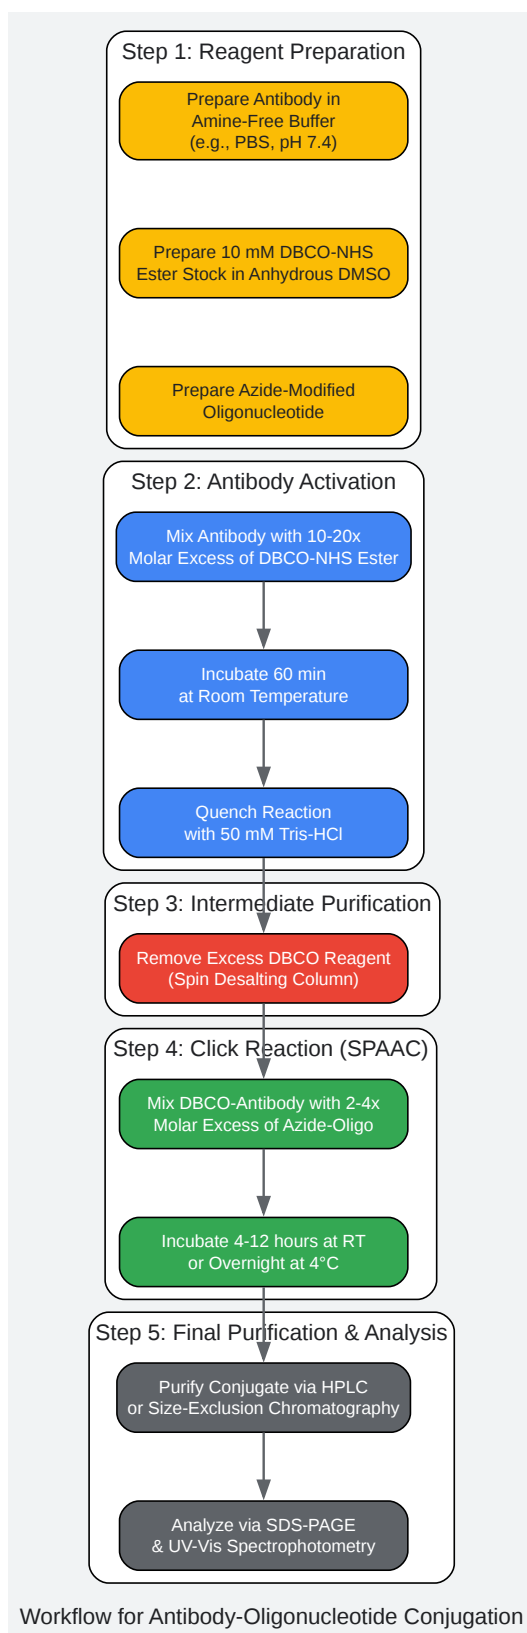 Step 1: Reagent Preparation
Prepare Antibody in
Amine-Free Buffer
(e.g., PBS, pH 7.4)
Prepare 10 mM DBCO-NHS
Ester Stock in Anhydrous DMSO
Prepare Azide-Modified
Oligonucleotide
Step 2: Antibody Activation
Mix Antibody with 10-20x
Molar Excess of DBCO-NHS Ester
Incubate 60 min
at Room Temperature
Quench Reaction
with 50 mM Tris-HCl
Step 3: Intermediate Purification
Remove Excess DBCO Reagent
(Spin Desalting Column)
Step 4: Click Reaction (SPAAC)
Mix DBCO-Antibody with 2-4x
Molar Excess of Azide-Oligo
Incubate 4-12 hours at RT
or Overnight at 4°C
Step 5: Final Purification & Analysis
Purify Conjugate via HPLC
or Size-Exclusion Chromatography
Analyze via SDS-PAGE
& UV-Vis Spectrophotometry
Workflow for Antibody-Oligonucleotide Conjugation